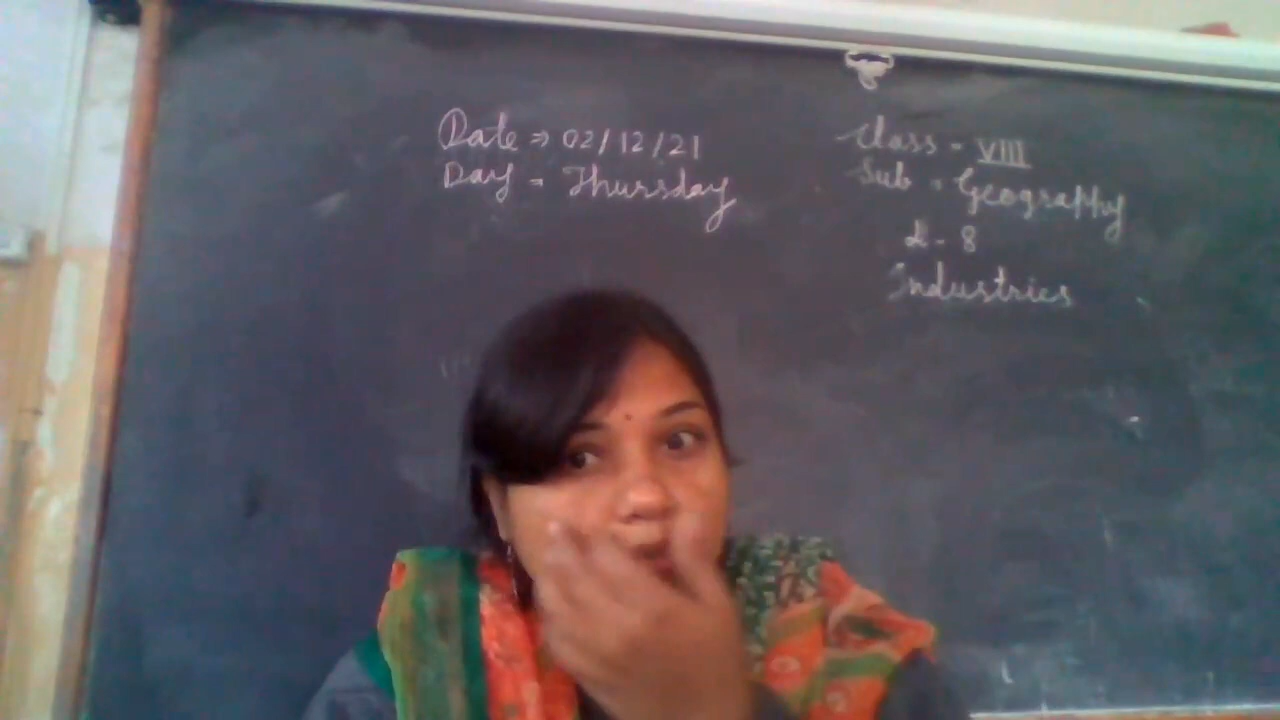 Date => 02/12/21
Day = Thursday
Class - VIII
Sub - Geography
L - 8
Industries